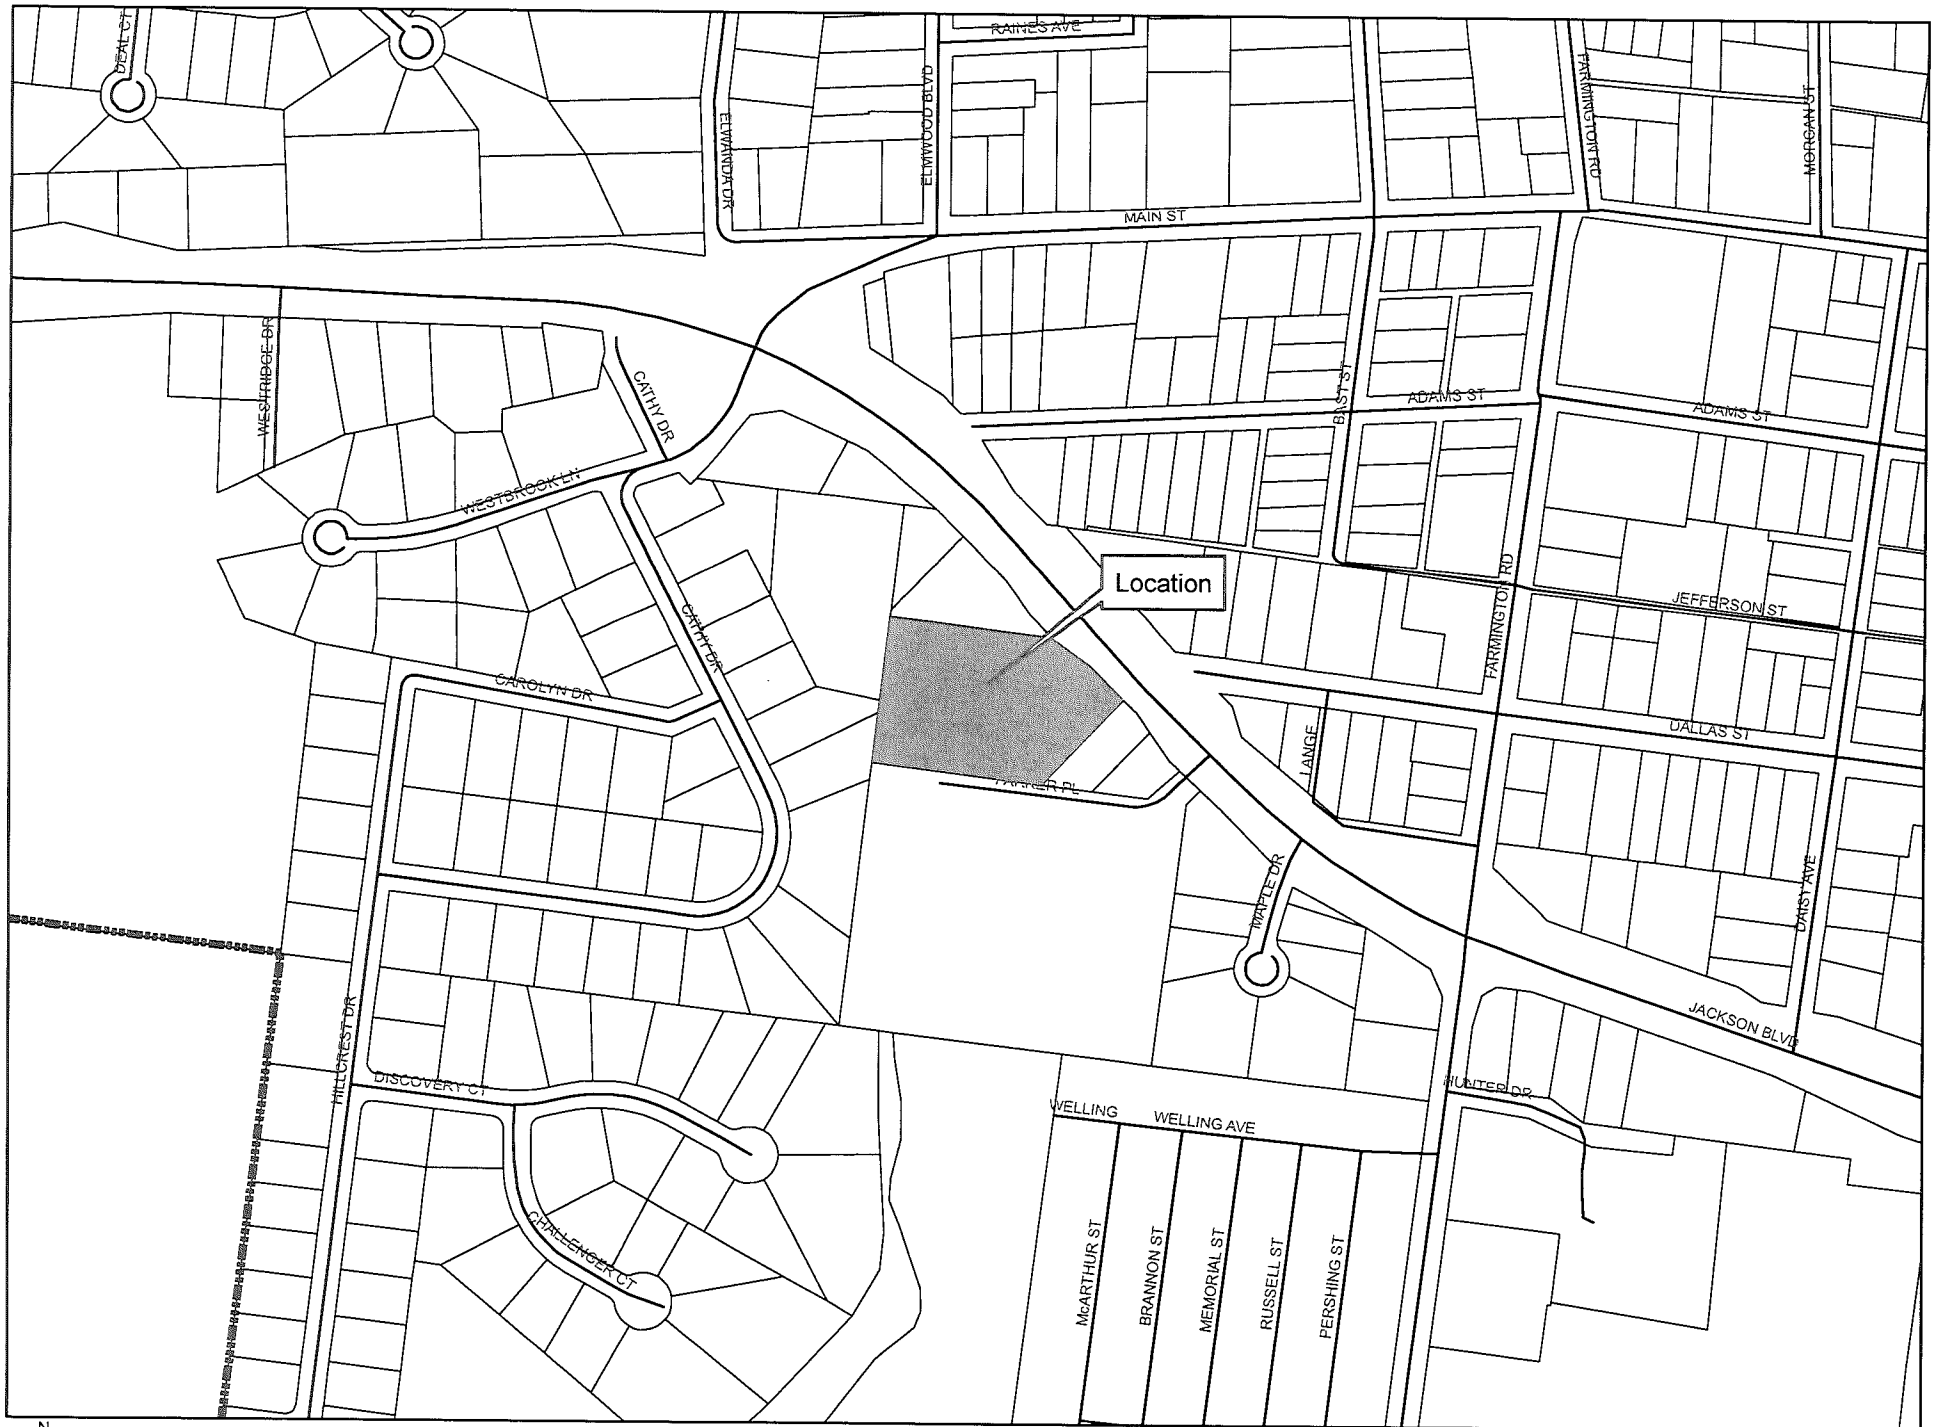 DEAL CT
RAINES AVE
ELWANDA DR
ELMWOOD BLVD
FARMINGTON RD
MORGAN ST
MAIN ST
WESTRIDGE DR
CATHY DR
BAST ST
ADAMS ST
ADAMS ST
WESTBROOK LN
Location
CATHY DR
FARMINGTON RD
JEFFERSON ST
CAROLYN DR
LANGE
DALLAS ST
PARKER PL
MAPLE DR
DAISY AVE
HILLCREST DR
JACKSON BLVD
DISCOVERY CT
HUNTER DR
WELLING
WELLING AVE
CHALLENGER CT
McARTHUR ST
BRANNON ST
MEMORIAL ST
RUSSELL ST
PERSHING ST
N